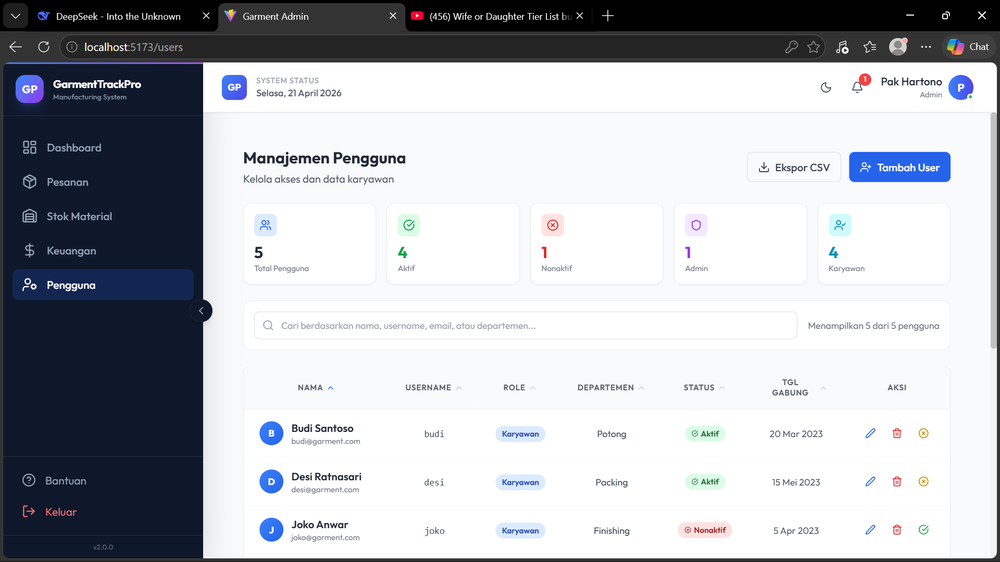 DeepSeek - Into the Unknown
Garment Admin
(456) Wife or Daughter Tier List bu
localhost:5173/users
Chat
GP
GarmentTrackPro
Manufacturing System
GP
SYSTEM STATUS
Selasa, 21 April 2026
1
Pak Hartono
Admin
P
Dashboard
Pesanan
Stok Material
Keuangan
Pengguna
Bantuan
Keluar
v2.0.0
Manajemen Pengguna
Kelola akses dan data karyawan
Ekspor CSV
Tambah User
5
Total Pengguna
4
Aktif
1
Nonaktif
1
Admin
4
Karyawan
Cari berdasarkan nama, username, email, atau departemen...
Menampilkan 5 dari 5 pengguna
NAMA USERNAME ROLE DEPARTEMEN STATUS TGL GABUNG AKSI
B Budi Santoso budi@garment.com budi Karyawan Potong Aktif 20 Mar 2023
D Desi Ratnasari desi@garment.com desi Karyawan Packing Aktif 15 Mei 2023
J Joko Anwar joko@garment.com joko Karyawan Finishing Nonaktif 5 Apr 2023